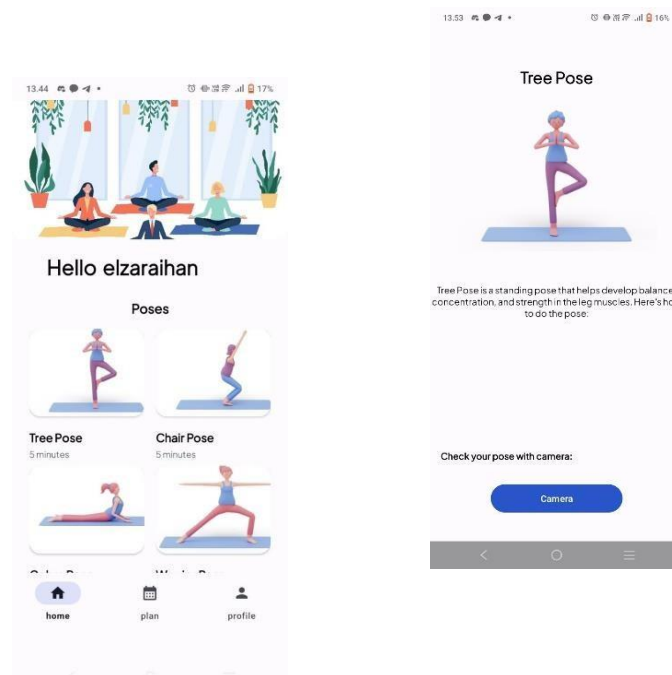 13.44
17%
Hello elzaraihan
Poses
Tree Pose
5 minutes
Chair Pose
5 minutes
home
plan
profile
13.53
16%
Tree Pose
Tree Pose is a standing pose that helps develop balance
concentration, and strength in the leg muscles. Here's ho
to do the pose:
Check your pose with camera:
Camera